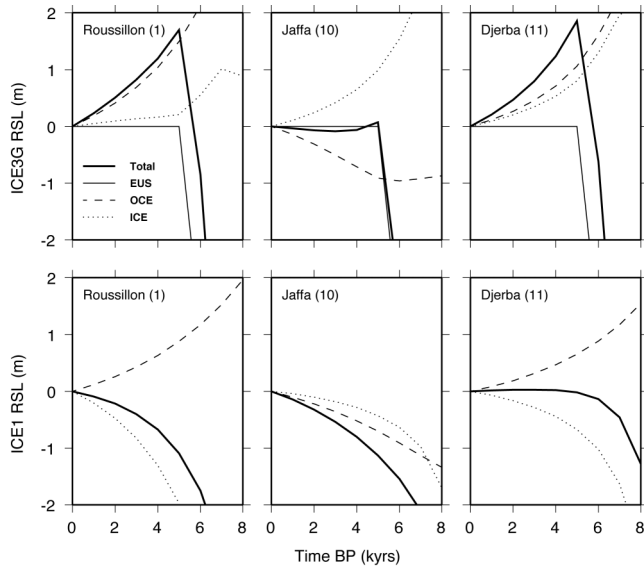 Roussillon (1)
Jaffa (10)
Djerba (11)
2
1
0
-1
-2
ICE3G RSL (m)
Total
EUS
OCE
ICE
Roussillon (1)
Jaffa (10)
Djerba (11)
2
1
0
-1
-2
ICE1 RSL (m)
0 2 4 6 8 0 2 4 6 8 0 2 4 6 8
Time BP (kyrs)